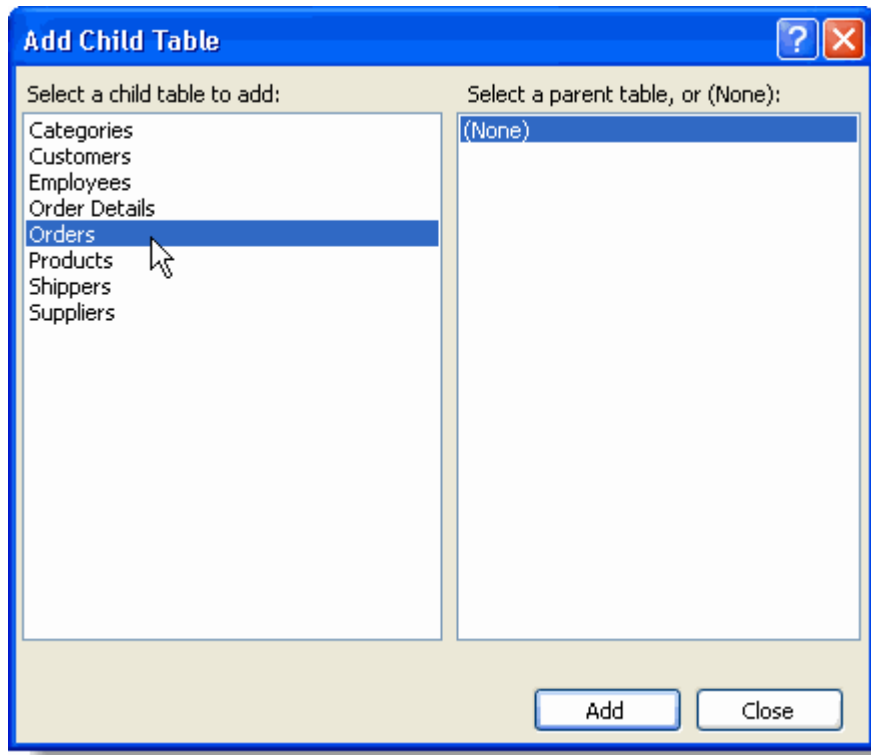 Add Child Table
?
Select a child table to add:
Categories
Customers
Employees
Order Details
Orders
Products
Shippers
Suppliers
Select a parent table, or (None):
(None)
Add
Close